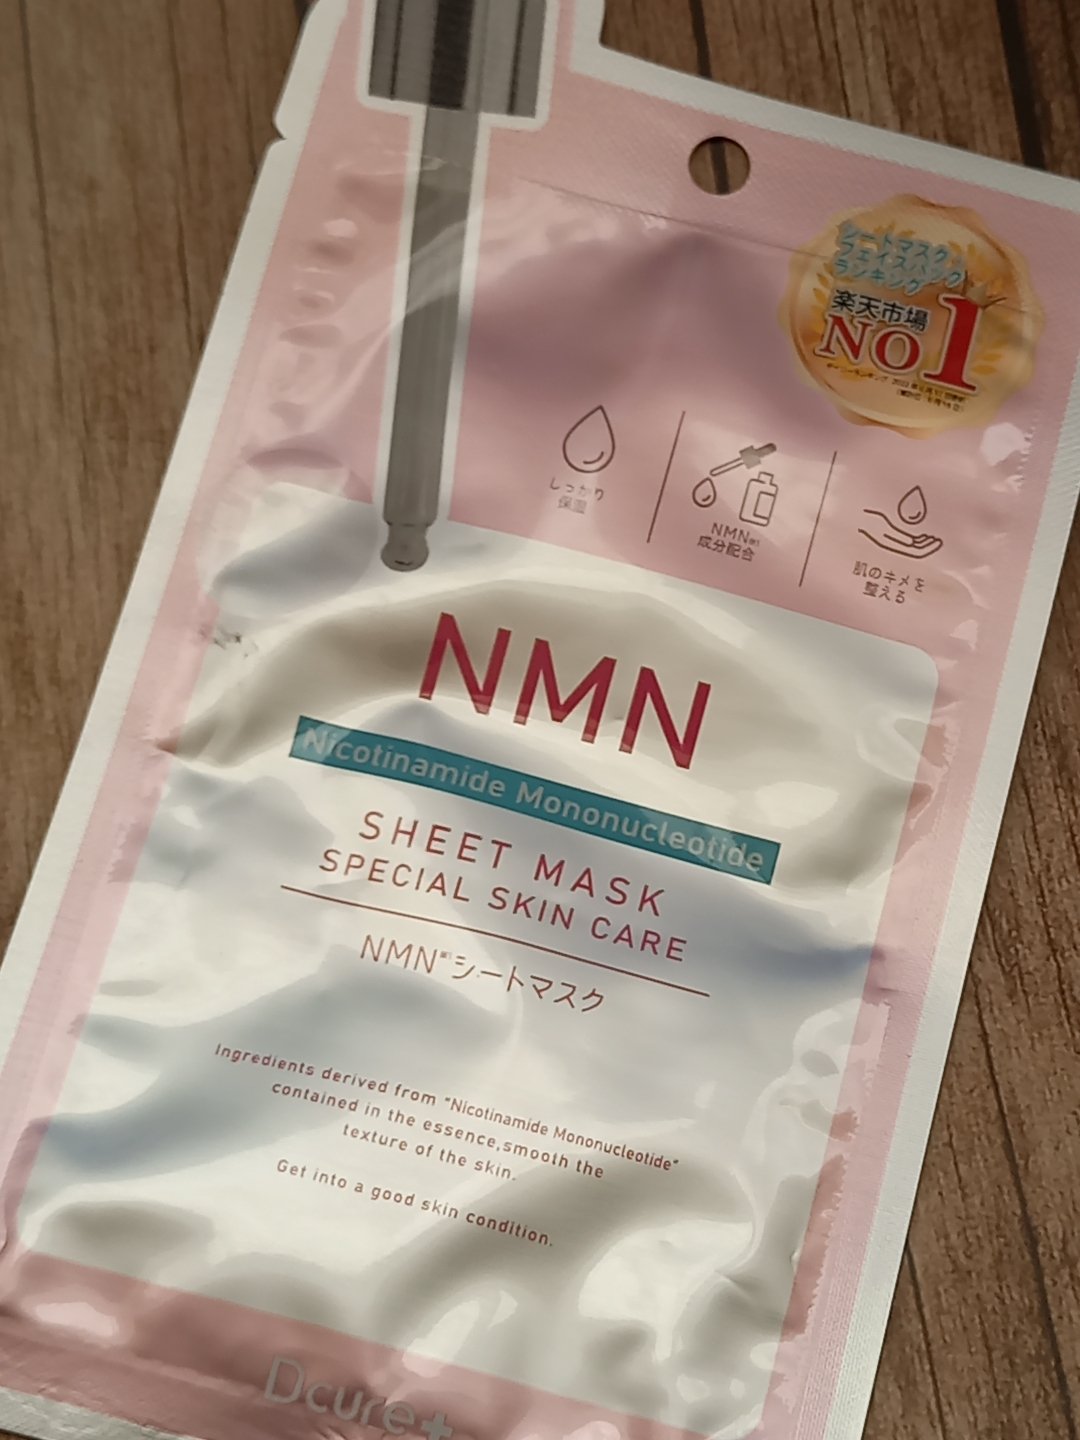 シートマスク・
フェイスパック
ランキング
楽天市場
NO1
しっかり
保湿
NMN
成分配合
肌のキメを
整える
NMN
Nicotinamide Mononucleotide
SHEET MASK
SPECIAL SKIN CARE
NMNシートマスク
Ingredients derived from "Nicotinamide Mononucleotide"
contained in the essence,smooth the
texture of the skin.
Get into a good skin condition.
Dcure+